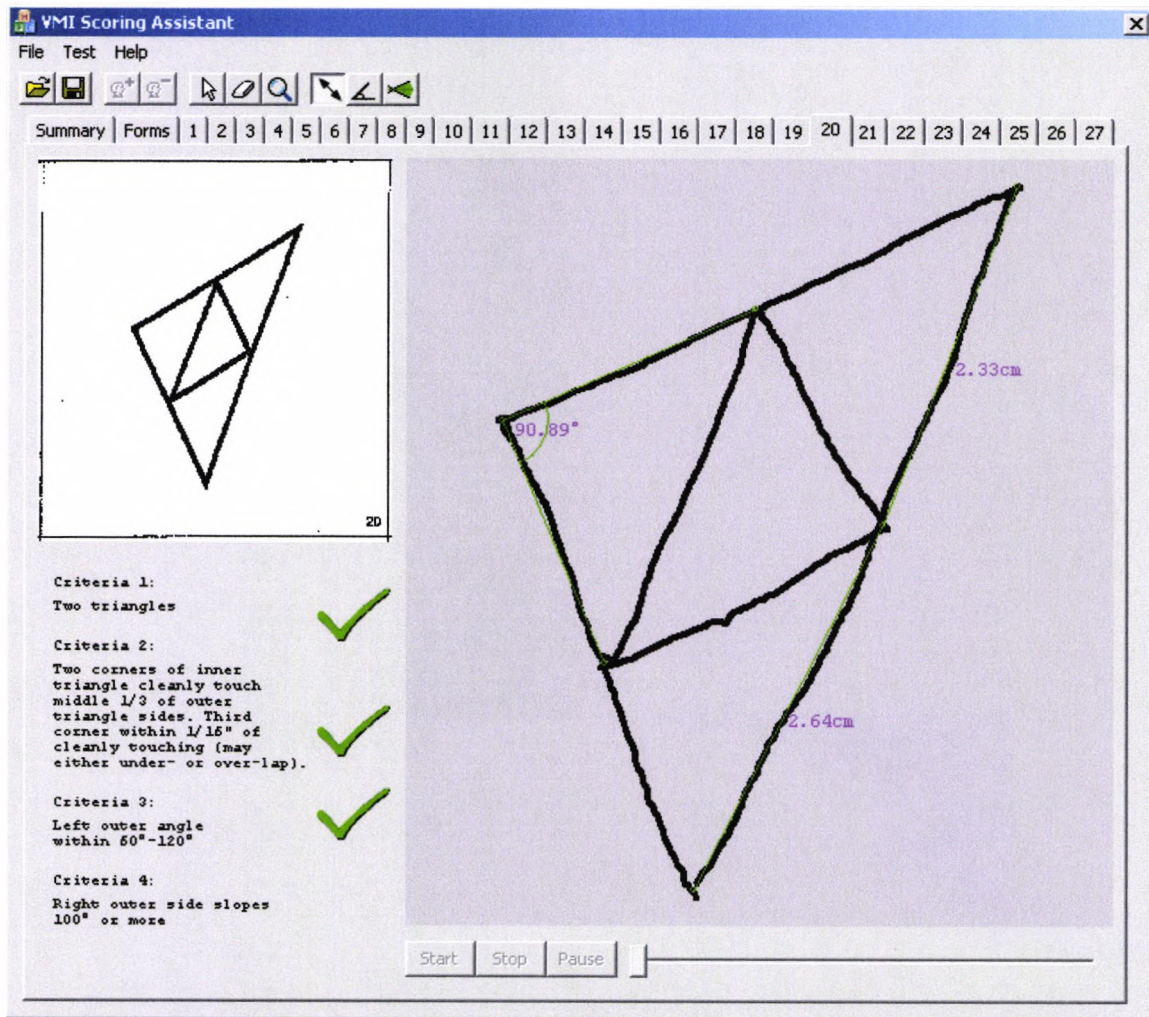 VMI Scoring Assistant
File Test Help
Summary Forms 1 2 3 4 5 6 7 8 9 10 11 12 13 14 15 16 17 18 19 20 21 22 23 24 25 26 27
2.33cm
90.89°
20
Criteria 1:
Two triangles
Criteria 2:
Two corners of inner
triangle cleanly touch
middle 1/3 of outer
triangle sides. Third
corner within 1/16" of
cleanly touching (may
either under- or over-lap).
2.64cm
Criteria 3:
Left outer angle
within 60°-120°
Criteria 4:
Right outer side slopes
100° or more
Start Stop Pause